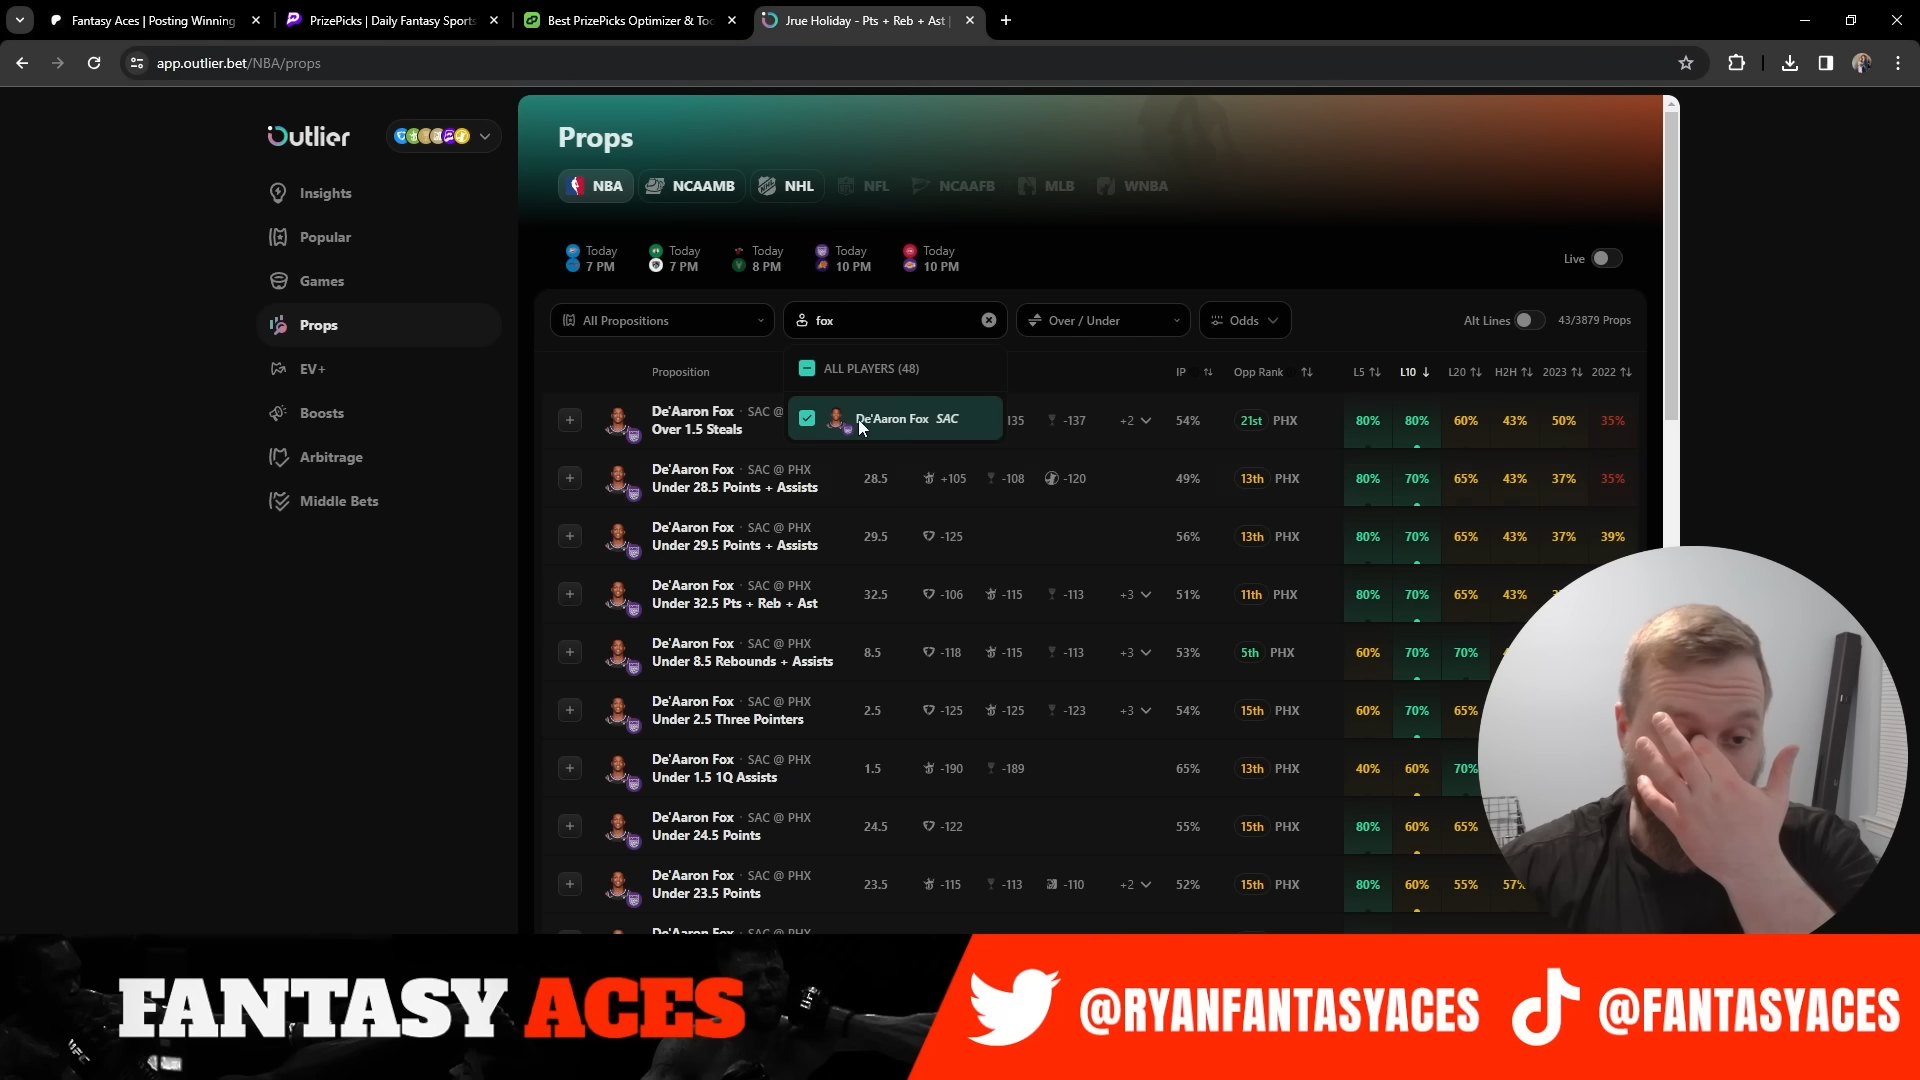 Fantasy Aces | Posting Winning
PrizePicks | Daily Fantasy Sports
Best PrizePicks Optimizer & Too
Jrue Holiday - Pts + Reb + Ast |
app.outlier.bet/NBA/props
Outlier
Insights
Popular
Games
Props
EV+
Boosts
Arbitrage
Middle Bets
Props
NBA NCAAMB NHL NFL NCAAFB MLB WNBA
Today Today Today Today Today
7 PM 7 PM 8 PM 10 PM 10 PM
Live
All Propositions fox Over / Under Odds Alt Lines 43/3879 Props
ALL PLAYERS (48)
De'Aaron Fox SAC
Proposition IP Opp Rank L5 L10 L20 H2H 2023 2022
De'Aaron Fox · SAC @
Over 1.5 Steals 135 -137 +2 54% 21st PHX 80% 80% 60% 43% 50% 35%
De'Aaron Fox · SAC @ PHX
Under 28.5 Points + Assists 28.5 +105 -108 -120 49% 13th PHX 80% 70% 65% 43% 37% 35%
De'Aaron Fox · SAC @ PHX
Under 29.5 Points + Assists 29.5 -125 56% 13th PHX 80% 70% 65% 43% 37% 39%
De'Aaron Fox · SAC @ PHX
Under 32.5 Pts + Reb + Ast 32.5 -106 -115 -113 +3 51% 11th PHX 80% 70% 65% 43%
De'Aaron Fox · SAC @ PHX
Under 8.5 Rebounds + Assists 8.5 -118 -115 -113 +3 53% 5th PHX 60% 70% 70%
De'Aaron Fox · SAC @ PHX
Under 2.5 Three Pointers 2.5 -125 -125 -123 +3 54% 15th PHX 60% 70% 65%
De'Aaron Fox · SAC @ PHX
Under 1.5 1Q Assists 1.5 -190 -189 65% 13th PHX 40% 60% 70%
De'Aaron Fox · SAC @ PHX
Under 24.5 Points 24.5 -122 55% 15th PHX 80% 60% 65%
De'Aaron Fox · SAC @ PHX
Under 23.5 Points 23.5 -115 -113 -110 +2 52% 15th PHX 80% 60% 55% 57%
De'Aaron Fox · SAC @ PHX
FANTASY ACES
@RYANFANTASYACES
@FANTASYACES